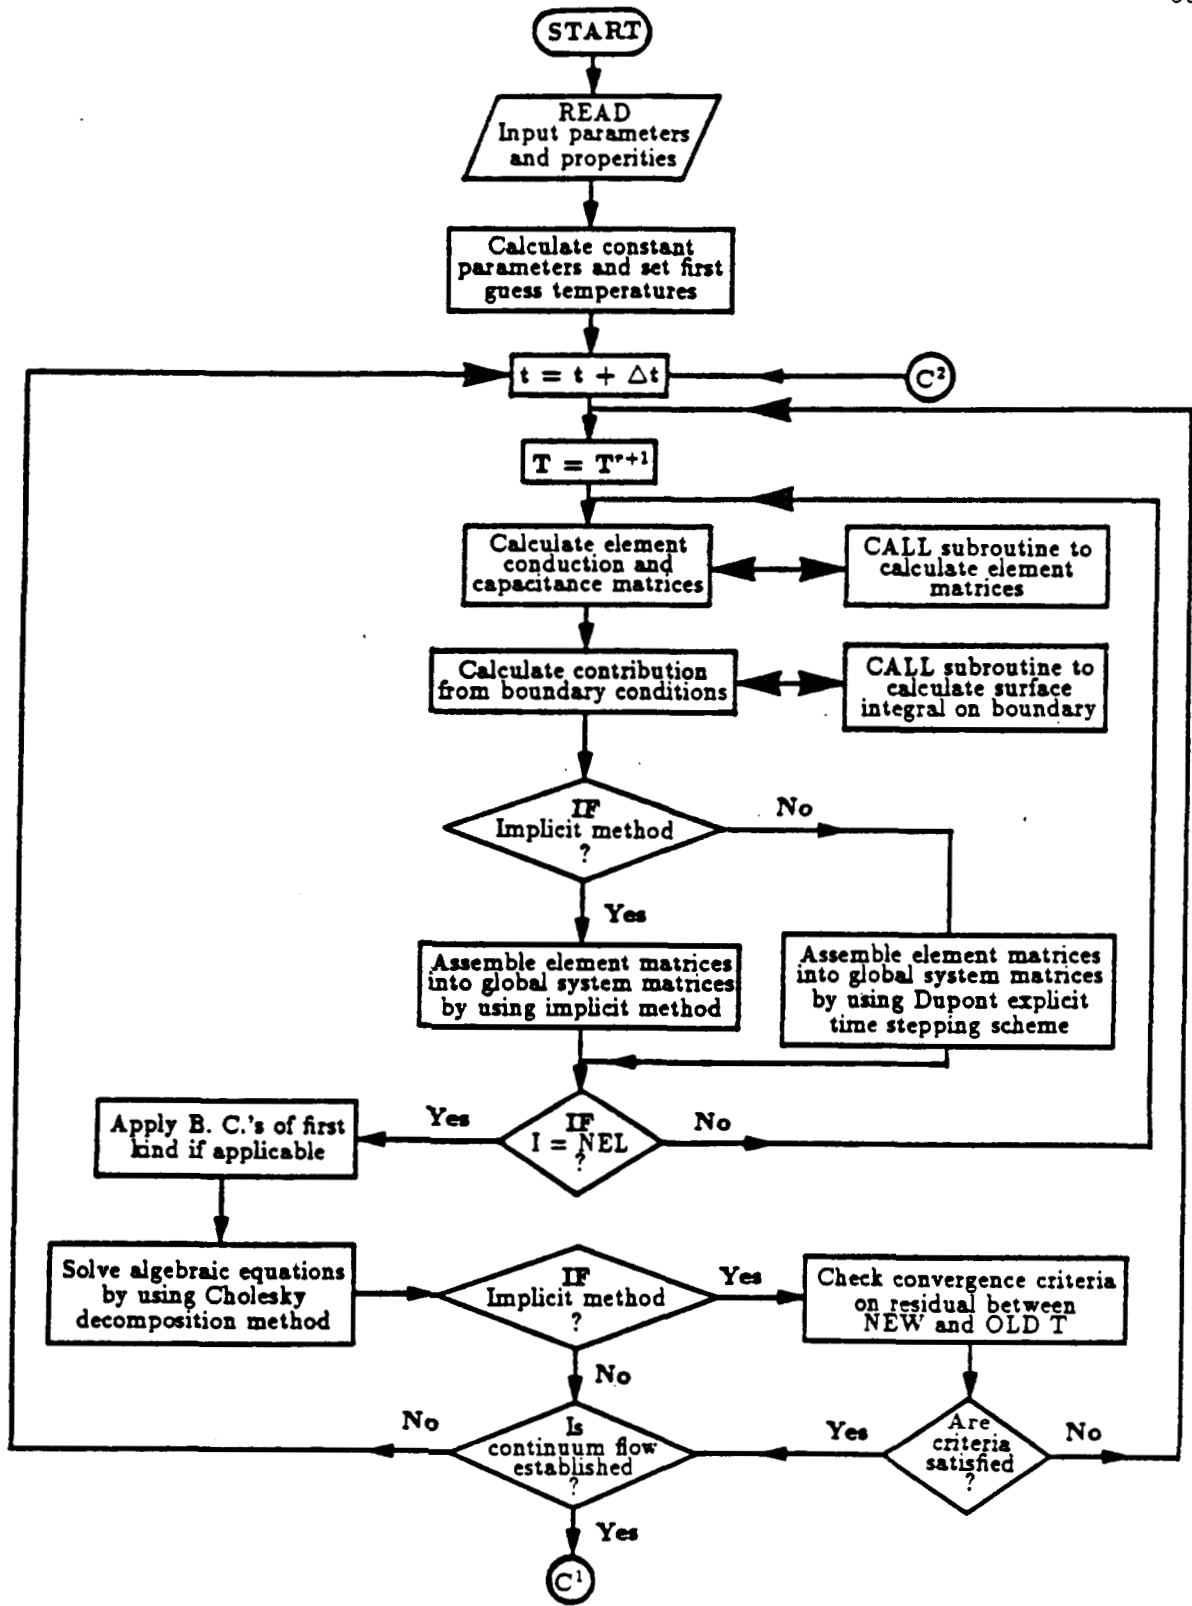 START
READ
Input parameters
and properities
Calculate constant
parameters and set first
guess temperatures
t = t + Δt
C²
T = Tʳ⁺¹
Calculate element
conduction and
capacitance matrices
CALL subroutine to
calculate element
matrices
Calculate contribution
from boundary conditions
CALL subroutine to
calculate surface
integral on boundary
IF
Implicit method
?
No
Yes
Assemble element matrices
into global system matrices
by using implicit method
Assemble element matrices
into global system matrices
by using Dupont explicit
time stepping scheme
IF
I = NEL
?
Yes
No
Apply B. C.'s of first
kind if applicable
Solve algebraic equations
by using Cholesky
decomposition method
IF
Implicit method
?
Yes
No
Check convergence criteria
on residual between
NEW and OLD T
Are
criteria
satisfied
?
Yes
No
Is
continuum flow
established
?
No
Yes
C¹